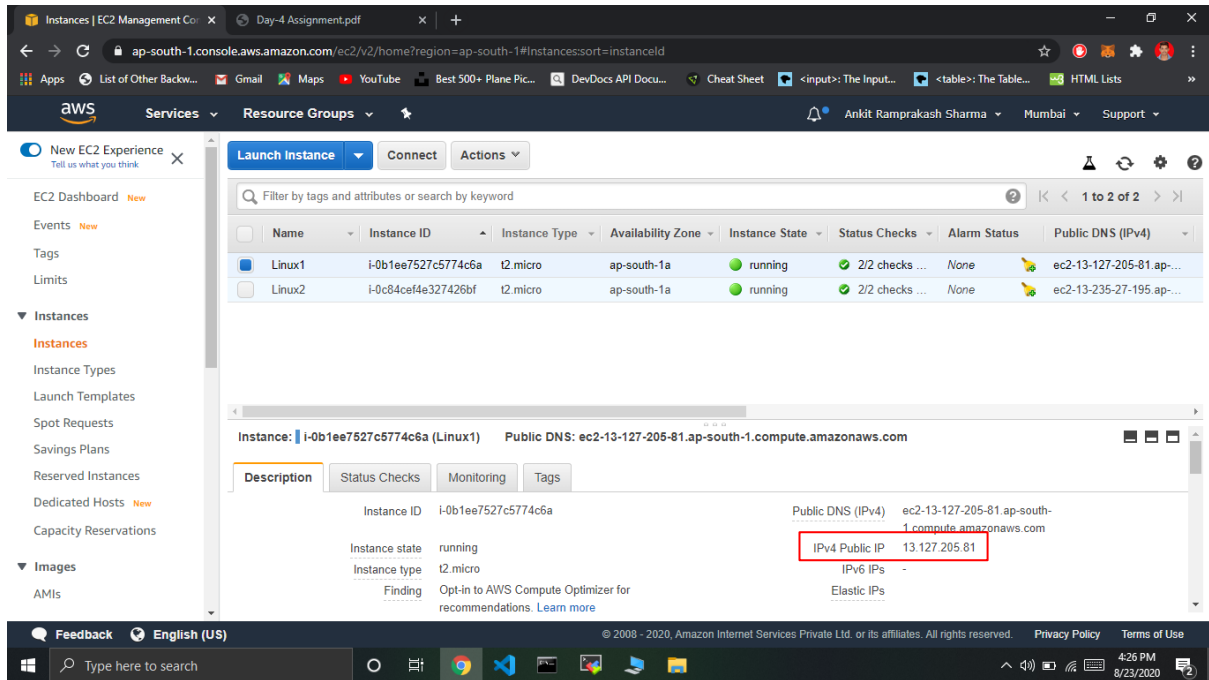 Instances | EC2 Management Con
Day-4 Assignment.pdf
ap-south-1.console.aws.amazon.com/ec2/v2/home?region=ap-south-1#Instances:sort=instanceId
Apps List of Other Backw... Gmail Maps YouTube Best 500+ Plane Pic... DevDocs API Docu... Cheat Sheet <input>: The Input... <table>: The Table... HTML Lists »
aws Services Resource Groups Ankit Ramprakash Sharma Mumbai Support
New EC2 Experience
Tell us what you think
EC2 Dashboard New
Events New
Tags
Limits
Instances
Instances
Instance Types
Launch Templates
Spot Requests
Savings Plans
Reserved Instances
Dedicated Hosts New
Capacity Reservations
Images
AMIs
Launch Instance Connect Actions
Filter by tags and attributes or search by keyword 1 to 2 of 2
Name Instance ID Instance Type Availability Zone Instance State Status Checks Alarm Status Public DNS (IPv4)
Linux1 i-0b1ee7527c5774c6a t2.micro ap-south-1a running 2/2 checks ... None ec2-13-127-205-81.ap-...
Linux2 i-0c84cef4e327426bf t2.micro ap-south-1a running 2/2 checks ... None ec2-13-235-27-195.ap-...
Instance: i-0b1ee7527c5774c6a (Linux1) Public DNS: ec2-13-127-205-81.ap-south-1.compute.amazonaws.com
Description Status Checks Monitoring Tags
Instance ID i-0b1ee7527c5774c6a
Instance state running
Instance type t2.micro
Finding Opt-in to AWS Compute Optimizer for
recommendations. Learn more
Public DNS (IPv4) ec2-13-127-205-81.ap-south-
1.compute.amazonaws.com
IPv4 Public IP 13.127.205.81
IPv6 IPs -
Elastic IPs
Feedback English (US) © 2008 - 2020, Amazon Internet Services Private Ltd. or its affiliates. All rights reserved. Privacy Policy Terms of Use
Type here to search
4:26 PM
8/23/2020
2